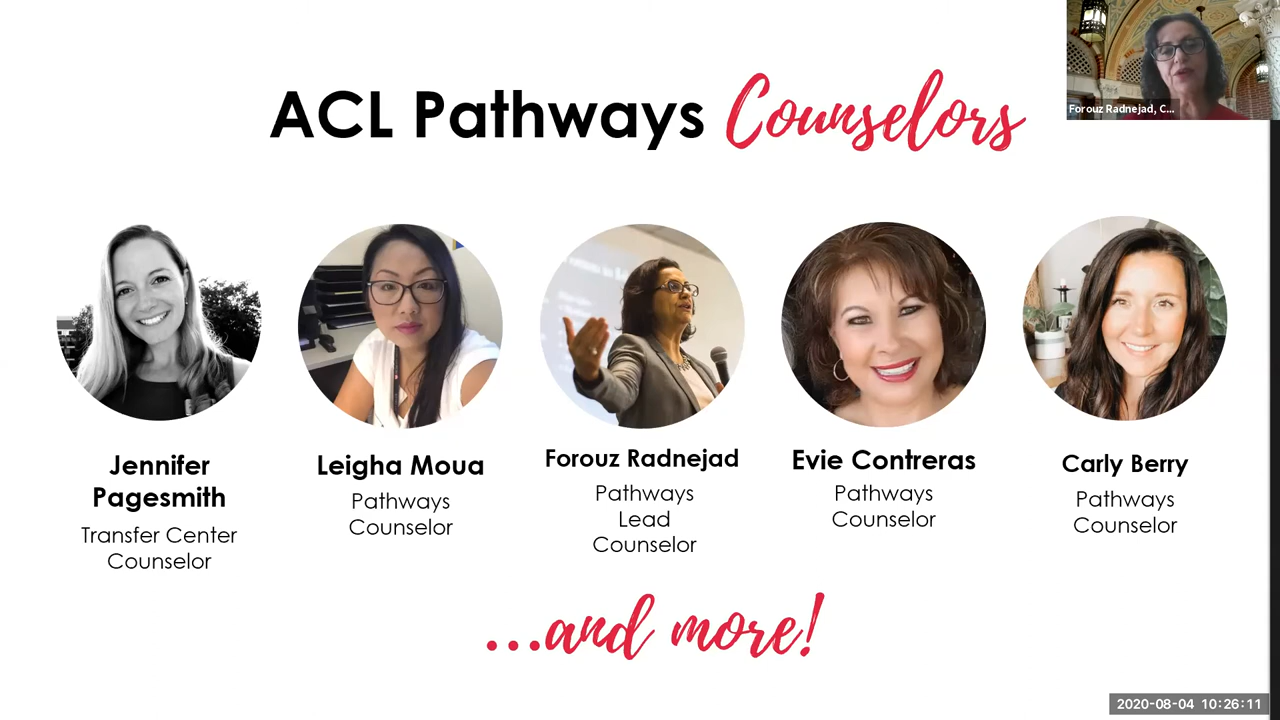 ACL Pathways Counselors
Forouz Radnejad, C...
Jennifer
Pagesmith
Transfer Center
Counselor
Leigha Moua
Pathways
Counselor
Forouz Radnejad
Pathways
Lead
Counselor
Evie Contreras
Pathways
Counselor
Carly Berry
Pathways
Counselor
...and more!
2020-08-04 10:26:11